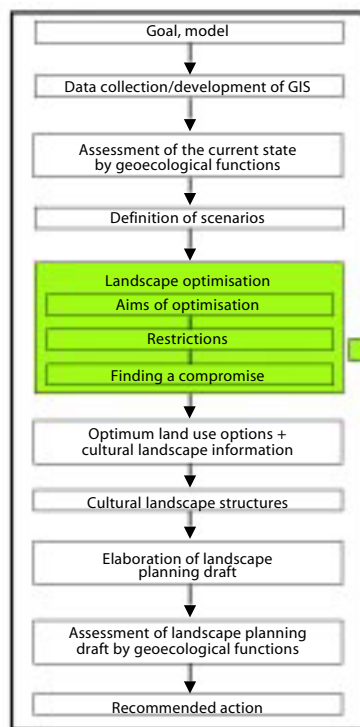 Goal, model
Data collection/development of GIS
Assessment of the current state
by geoecological functions
Definition of scenarios
Landscape optimisation
Aims of optimisation
Restrictions
Finding a compromise
Optimum land use options +
cultural landscape information
Cultural landscape structures
Elaboration of landscape
planning draft
Assessment of landscape planning
draft by geoecological functions
Recommended action